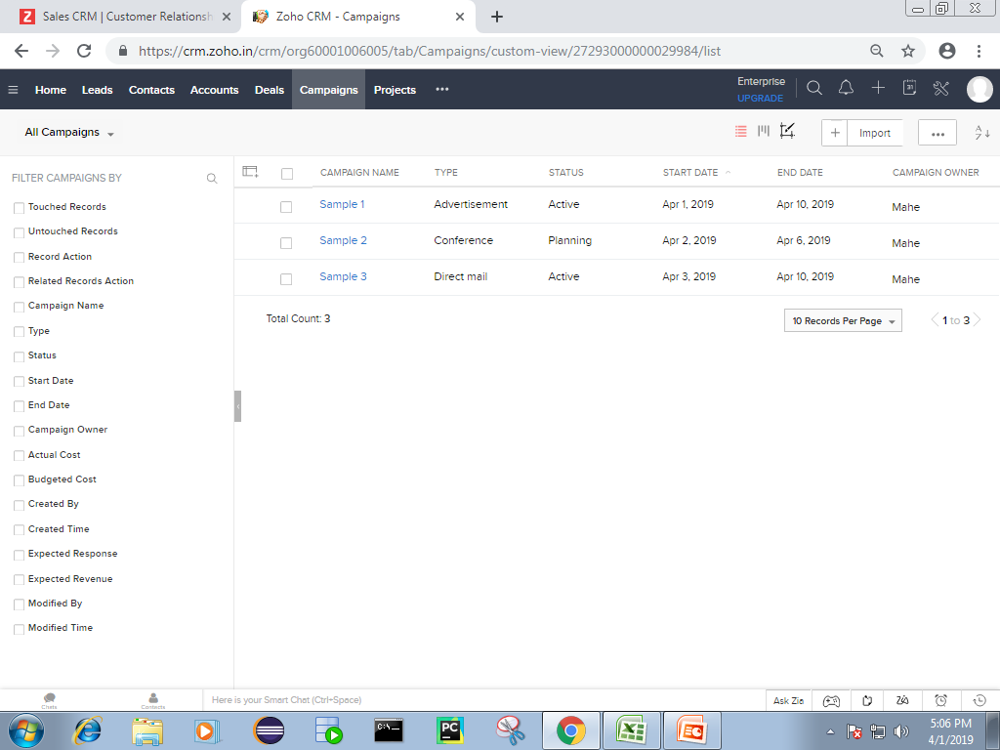 Sales CRM | Customer Relationsh
Zoho CRM - Campaigns
https://crm.zoho.in/crm/org60001006005/tab/Campaigns/custom-view/27293000000029984/list
Home Leads Contacts Accounts Deals Campaigns Projects
Enterprise
UPGRADE
31
All Campaigns
Import
A
Z
FILTER CAMPAIGNS BY
Touched Records
Untouched Records
Record Action
Related Records Action
Campaign Name
Type
Status
Start Date
End Date
Campaign Owner
Actual Cost
Budgeted Cost
Created By
Created Time
Expected Response
Expected Revenue
Modified By
Modified Time
CAMPAIGN NAME TYPE STATUS START DATE END DATE CAMPAIGN OWNER
Sample 1 Advertisement Active Apr 1, 2019 Apr 10, 2019 Mahe
Sample 2 Conference Planning Apr 2, 2019 Apr 6, 2019 Mahe
Sample 3 Direct mail Active Apr 3, 2019 Apr 10, 2019 Mahe
Total Count: 3
10 Records Per Page
1 to 3
Chats
Contacts
Here is your Smart Chat (Ctrl+Space)
Ask Zia
C:\
PC
5:06 PM
4/1/2019